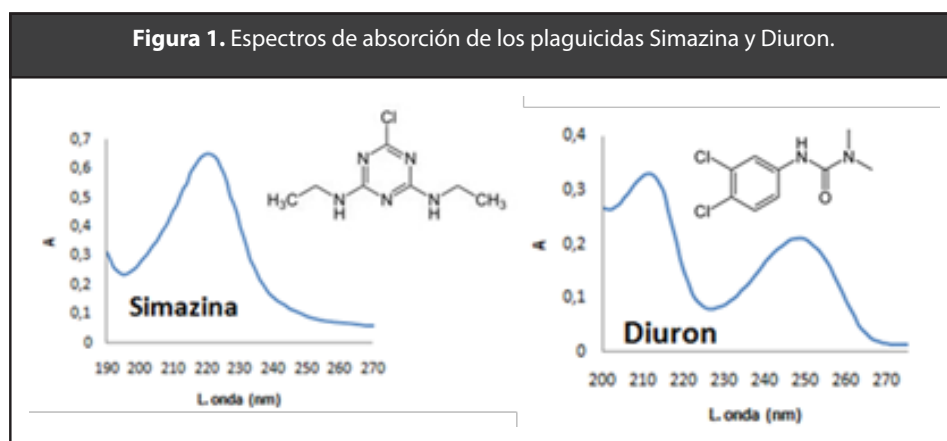 Figura 1. Espectros de absorción de los plaguicidas Simazina y Diuron.
0,7
0,6
0,5
0,4
0,3
0,2
0,1
0
A
190 200 210 220 230 240 250 260 270
L. onda (nm)
Simazina
Cl
N N
N
H₃C N
H
N CH₃
H
0,4
0,3
0,2
0,1
0
A
200 210 220 230 240 250 260 270
L. onda (nm)
Diuron
Cl
Cl
H
N N
O